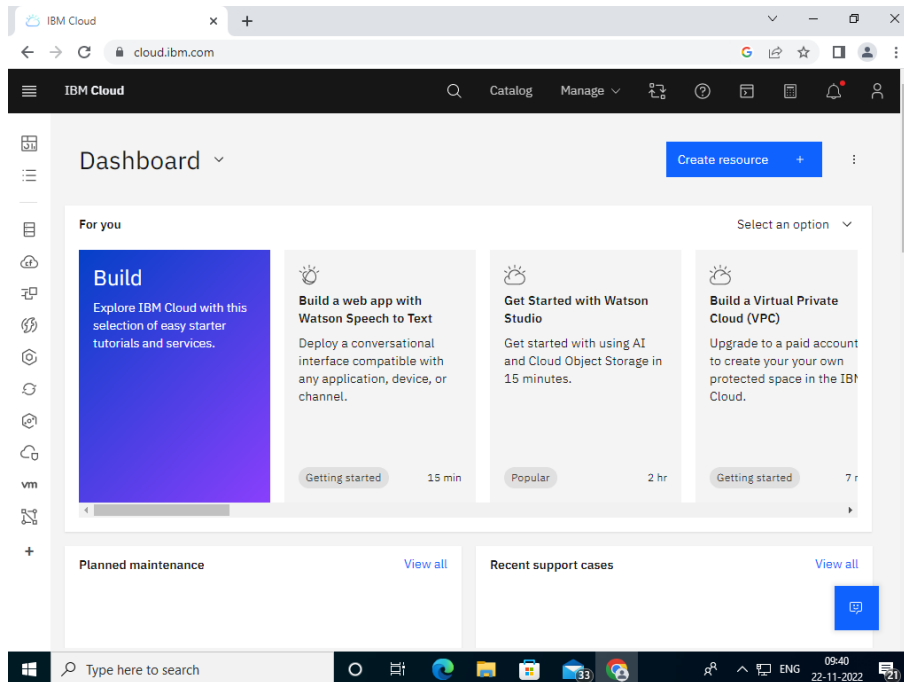 IBM Cloud
cloud.ibm.com
IBM Cloud
Catalog
Manage
Dashboard
Create resource +
For you
Select an option
Build
Explore IBM Cloud with this
selection of easy starter
tutorials and services.
Build a web app with
Watson Speech to Text
Deploy a conversational
interface compatible with
any application, device, or
channel.
Getting started
15 min
Get Started with Watson
Studio
Get started with using AI
and Cloud Object Storage in
15 minutes.
Popular
2 hr
Build a Virtual Private
Cloud (VPC)
Upgrade to a paid account
to create your your own
protected space in the IBM
Cloud.
Getting started
7
cf
vm
Planned maintenance
View all
Recent support cases
View all
Type here to search
33
ENG
09:40
22-11-2022
21